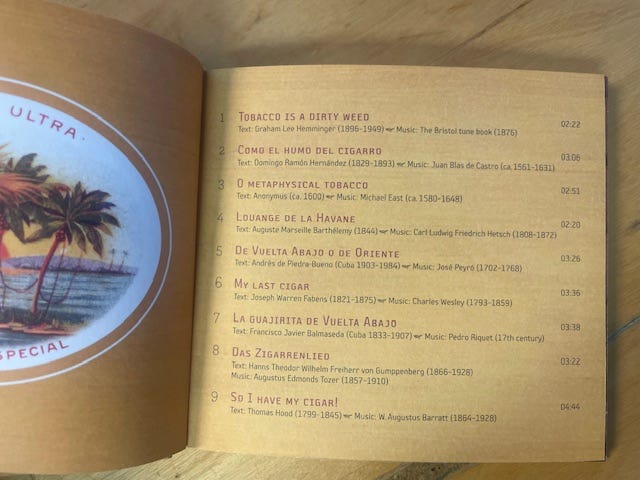 ULTRA.
SPECIAL
1 TOBACCO IS A DIRTY WEED 02:22
Text: Graham Lee Hemminger (1896-1949) Music: The Bristol tune book (1876)
2 COMO EL HUMO DEL CIGARRO 03:06
Text: Domingo Ramón Hernández (1829-1893) Music: Juan Blas de Castro (ca. 1561-1631)
3 O METAPHYSICAL TOBACCO 02:51
Text: Anonymus (ca. 1600) Music: Michael East (ca. 1580-1648)
4 LOUANGE DE LA HAVANE 02:20
Text: Auguste Marseille Barthélemy (1844) Music: Carl Ludwig Friedrich Hetsch (1808-1872)
5 DE VUELTA ABAJO O DE ORIENTE 03:26
Text: Andrés de Piedra-Bueno (Cuba 1903-1984) Music: José Peyró (1702-1768)
6 MY LAST CIGAR 03:36
Text: Joseph Warren Fabens (1821-1875) Music: Charles Wesley (1793-1859)
7 LA GUAJIRITA DE VUELTA ABAJO 03:38
Text: Francisco Javier Balmaseda (Cuba 1833-1907) Music: Pedro Riquet (17th century)
8 DAS ZIGARRENLIED 03:22
Text: Hanns Theodor Wilhelm Freiherr von Gumppenberg (1866-1928)
Music: Augustus Edmonds Tozer (1857-1910)
9 SO I HAVE MY CIGAR! 04:44
Text: Thomas Hood (1799-1845) Music: W. Augustus Barratt (1864-1928)